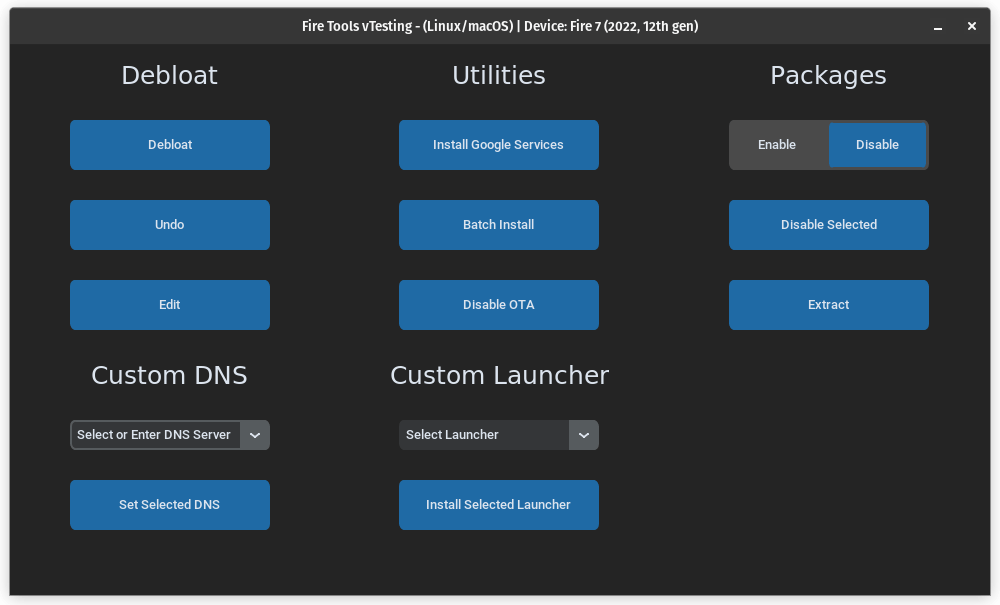 Fire Tools vTesting - (Linux/macOS) | Device: Fire 7 (2022, 12th gen)
Debloat
Utilities
Packages
Debloat
Install Google Services
Enable
Disable
Undo
Batch Install
Disable Selected
Edit
Disable OTA
Extract
Custom DNS
Custom Launcher
Select or Enter DNS Server
Select Launcher
Set Selected DNS
Install Selected Launcher